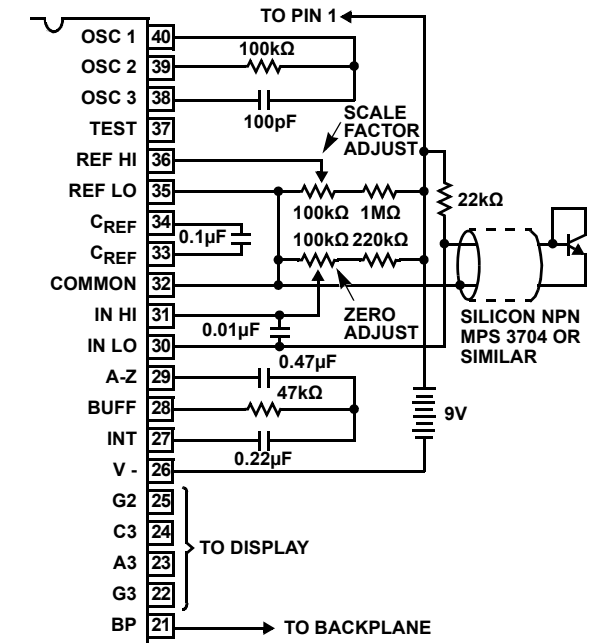 TO PIN 1
OSC 1 40
100kΩ
OSC 2 39
OSC 3 38
100pF
TEST 37
SCALE
FACTOR
ADJUST
REF HI 36
REF LO 35
100kΩ 1MΩ
22kΩ
CREF 34
0.1µF
100kΩ 220kΩ
CREF 33
COMMON 32
IN HI 31
0.01µF
ZERO
ADJUST
SILICON NPN
MPS 3704 OR
SIMILAR
IN LO 30
0.47µF
A-Z 29
47kΩ
BUFF 28
9V
INT 27
0.22µF
V - 26
G2 25
C3 24
TO DISPLAY
A3 23
G3 22
BP 21
TO BACKPLANE